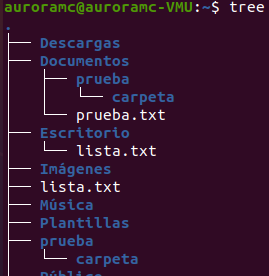 auroramc@auroramc-VMU:~$ tree
.
├── Descargas
├── Documentos
│   ├── prueba
│   │   └── carpeta
│   └── prueba.txt
├── Escritorio
│   └── lista.txt
├── Imágenes
├── lista.txt
├── Música
├── Plantillas
├── prueba
│   └── carpeta
├── Público